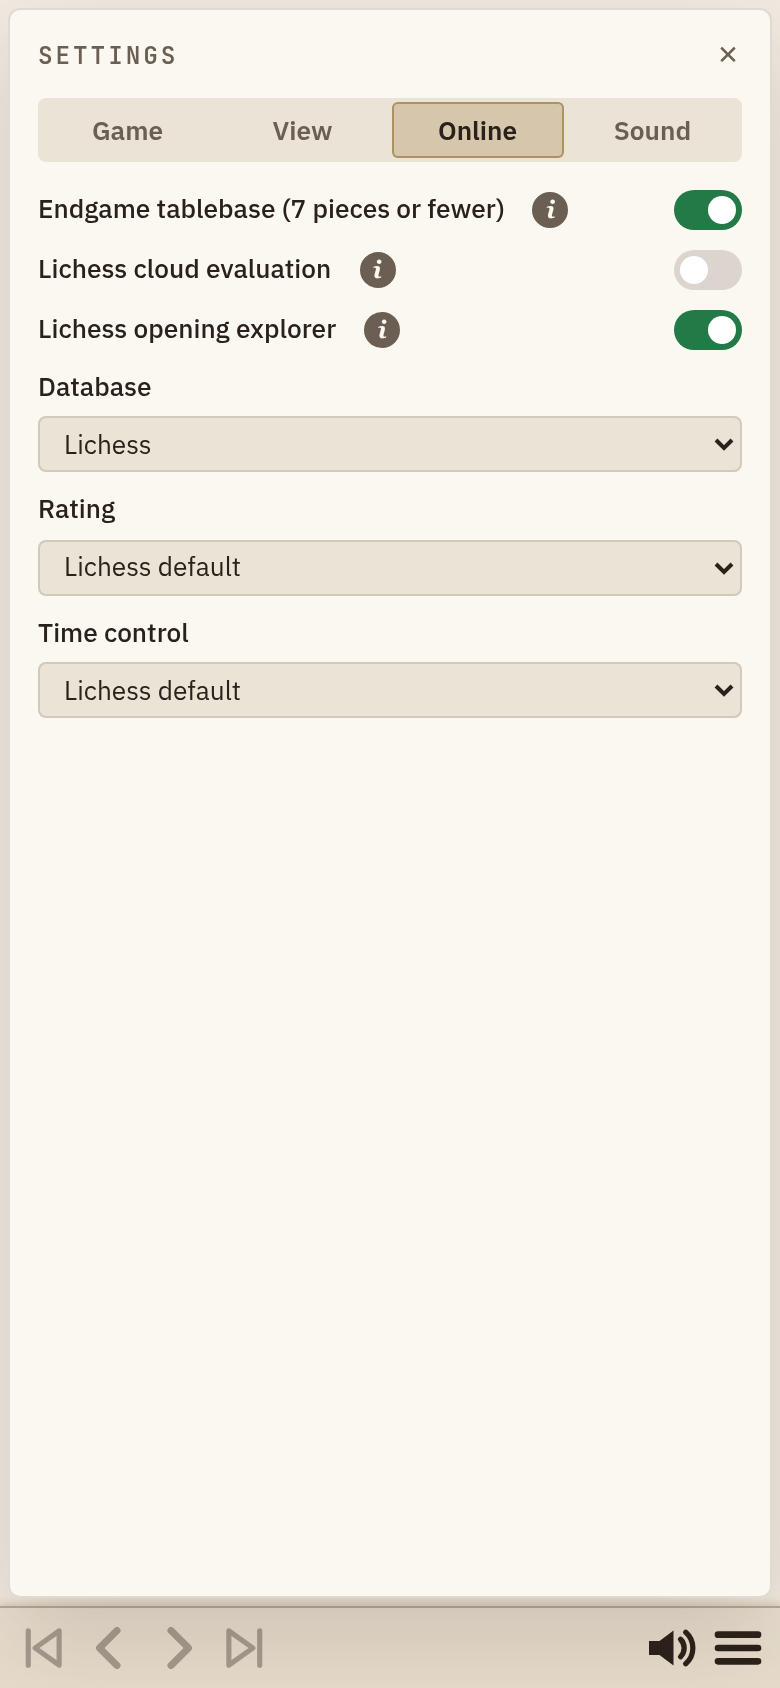 SETTINGS
Game View Online Sound
Endgame tablebase (7 pieces or fewer) i
Lichess cloud evaluation i
Lichess opening explorer i
Database
Lichess
Rating
Lichess default
Time control
Lichess default